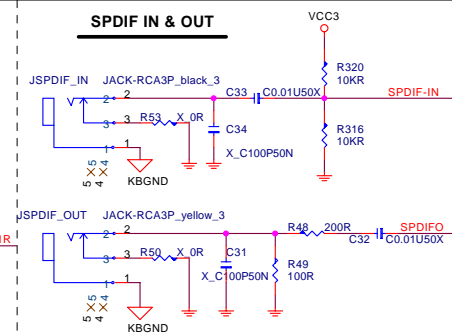 SPDIF IN & OUT
VCC3
JSPDIF_IN JACK-RCA3P_black_3
R320
10KR
C33 C0.01U50X
SPDIF-IN
2 2
R53 X_0R
3 3
C34
R316
10KR
X_C100P50N
1 1
5 5
4 4
KBGND
JSPDIF_OUT JACK-RCA3P_yellow_3
R48 200R
SPDIFO
IR
2 2
C32 C0.01U50X
R50 X_0R
3 3
C31
R49
100R
X_C100P50N
1 1
5 5
4 4
KBGND